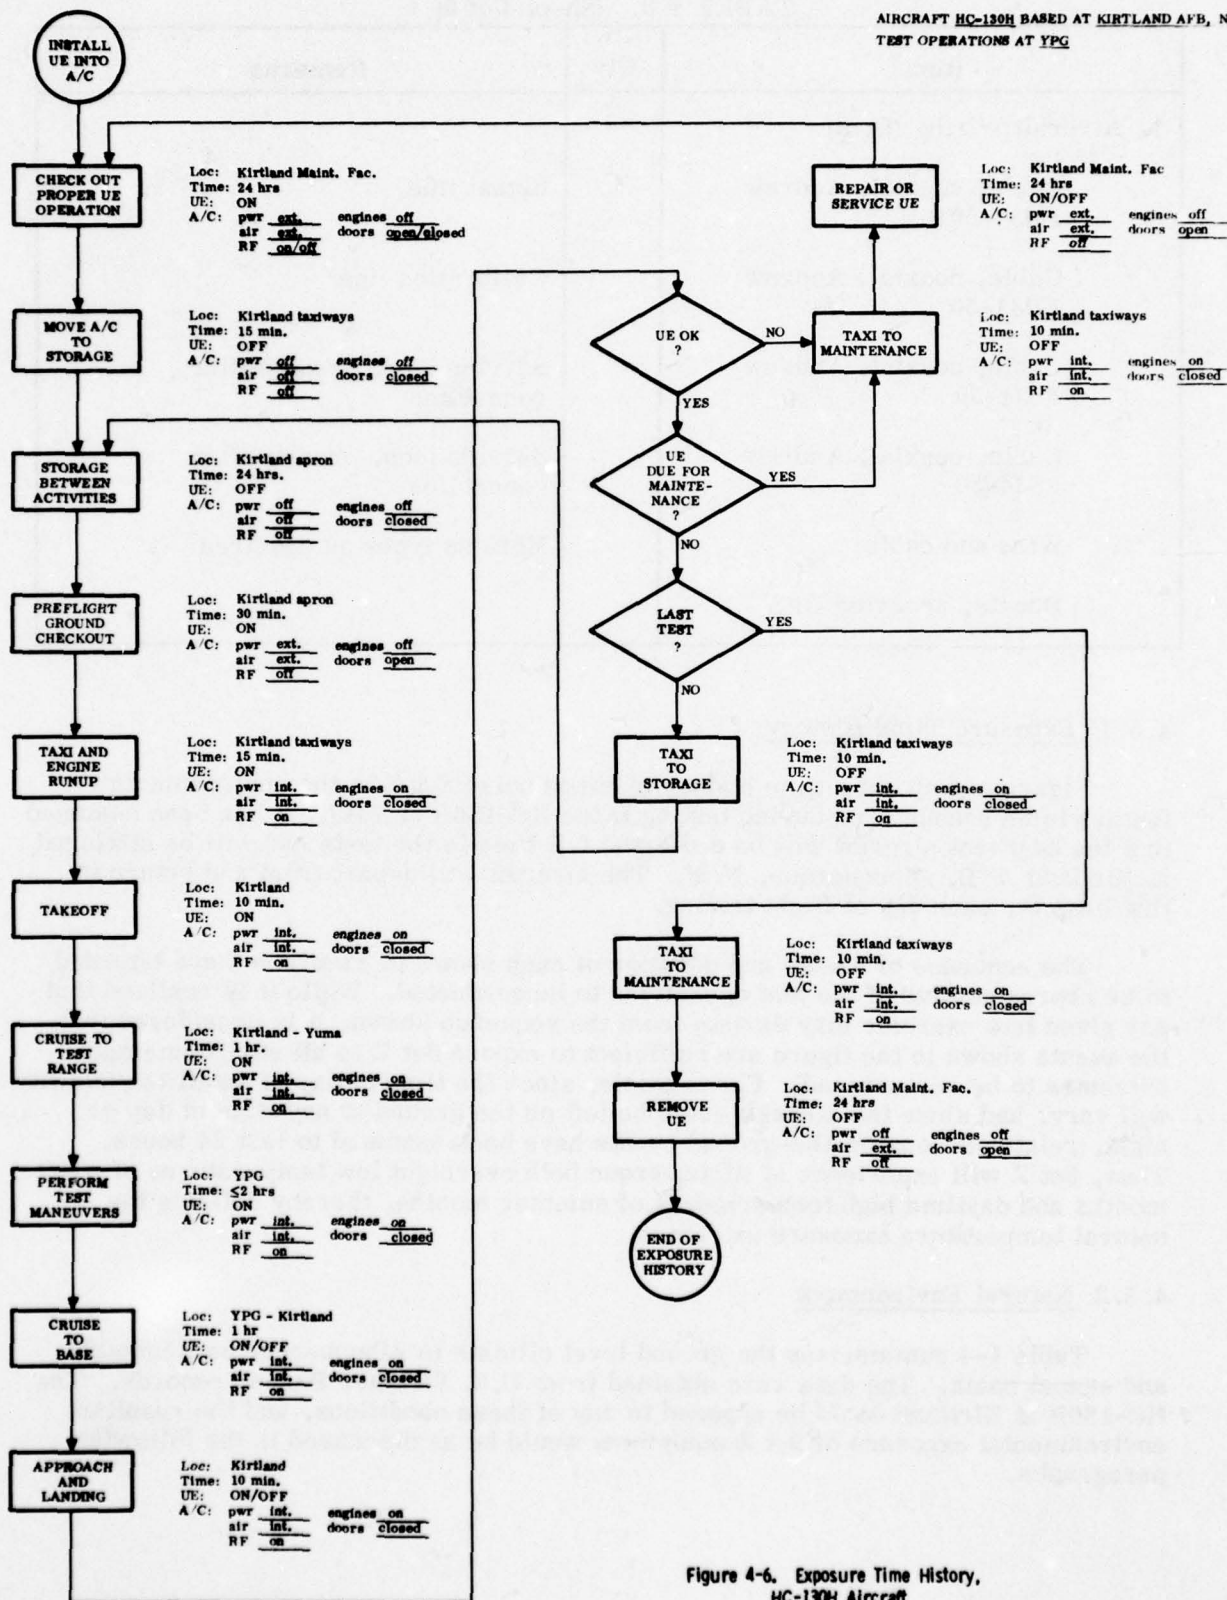 AIRCRAFT HC-130H BASED AT KIRTLAND AFB, N
TEST OPERATIONS AT YPG
INSTALL
UE INTO
A/C
CHECK OUT
PROPER UE
OPERATION
Loc: Kirtland Maint. Fac.
Time: 24 hrs
UE: ON
A/C: pwr ext. engines off
air ext. doors open/closed
RF on/off
MOVE A/C
TO
STORAGE
Loc: Kirtland taxiways
Time: 15 min.
UE: OFF
A/C: pwr off engines off
air off doors closed
RF off
STORAGE
BETWEEN
ACTIVITIES
Loc: Kirtland apron
Time: 24 hrs.
UE: OFF
A/C: pwr off engines off
air off doors closed
RF off
PREFLIGHT
GROUND
CHECKOUT
Loc: Kirtland apron
Time: 30 min.
UE: ON
A/C: pwr ext. engines off
air ext. doors open
RF off
TAXI AND
ENGINE
RUNUP
Loc: Kirtland taxiways
Time: 15 min.
UE: ON
A/C: pwr int. engines on
air int. doors closed
RF on
TAKEOFF
Loc: Kirtland
Time: 10 min.
UE: ON
A/C: pwr int. engines on
air int. doors closed
RF on
CRUISE TO
TEST
RANGE
Loc: Kirtland - Yuma
Time: 1 hr.
UE: ON
A/C: pwr int. engines on
air int. doors closed
RF on
PERFORM
TEST
MANEUVERS
Loc: YPG
Time: ≤2 hrs
UE: ON
A/C: pwr int. engines on
air int. doors closed
RF on
CRUISE
TO
BASE
Loc: YPG - Kirtland
Time: 1 hr
UE: ON/OFF
A/C: pwr int. engines on
air int. doors closed
RF on
APPROACH
AND
LANDING
Loc: Kirtland
Time: 10 min.
UE: ON/OFF
A/C: pwr int. engines on
air int. doors closed
RF on
REPAIR OR
SERVICE UE
Loc: Kirtland Maint. Fac
Time: 24 hrs
UE: ON/OFF
A/C: pwr ext. engines off
air ext. doors open
RF off
UE OK
?
NO
YES
TAXI TO
MAINTENANCE
Loc: Kirtland taxiways
Time: 10 min.
UE: OFF
A/C: pwr int. engines on
air int. doors closed
RF on
UE
DUE FOR
MAINTE-
NANCE
?
YES
NO
LAST
TEST
?
YES
NO
TAXI
TO
STORAGE
Loc: Kirtland taxiways
Time: 10 min.
UE: OFF
A/C: pwr int. engines on
air int. doors closed
RF on
TAXI
TO
MAINTENANCE
Loc: Kirtland taxiways
Time: 10 min.
UE: OFF
A/C: pwr int. engines on
air int. doors closed
RF on
REMOVE
UE
Loc: Kirtland Maint. Fac.
Time: 24 hrs
UE: OFF
A/C: pwr off engines off
air ext. doors open
RF off
END OF
EXPOSURE
HISTORY
Figure 4-6. Exposure Time History,
HC-130H Aircraft